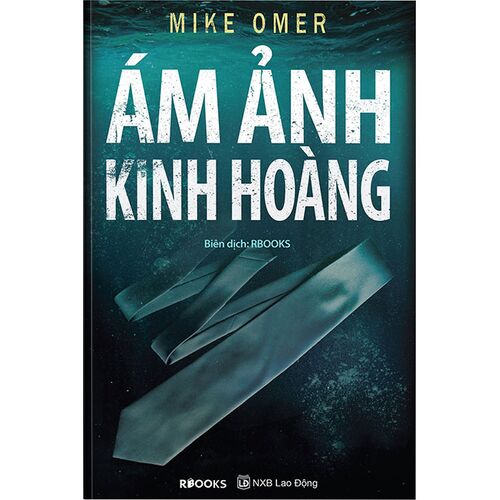 MIKE OMER
ÁM ẢNH
KINH HOÀNG
Biên dịch: RBOOKS
RBOOKS
LĐ NXB Lao Động